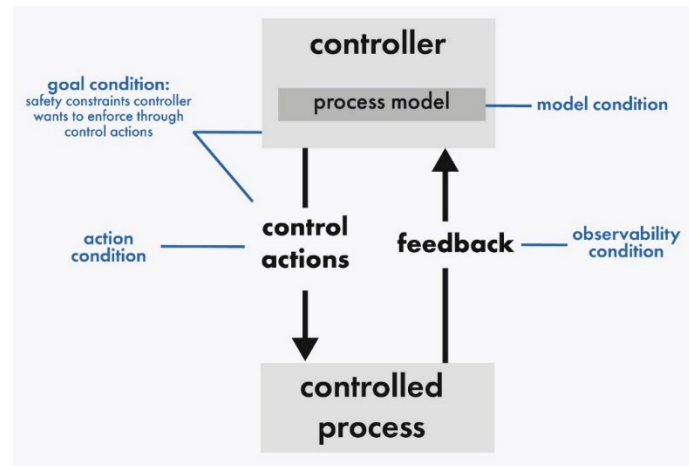 controller
process model
goal condition:
safety constraints controller
wants to enforce through
control actions
model condition
control
actions
feedback
action
condition
observability
condition
controlled
process